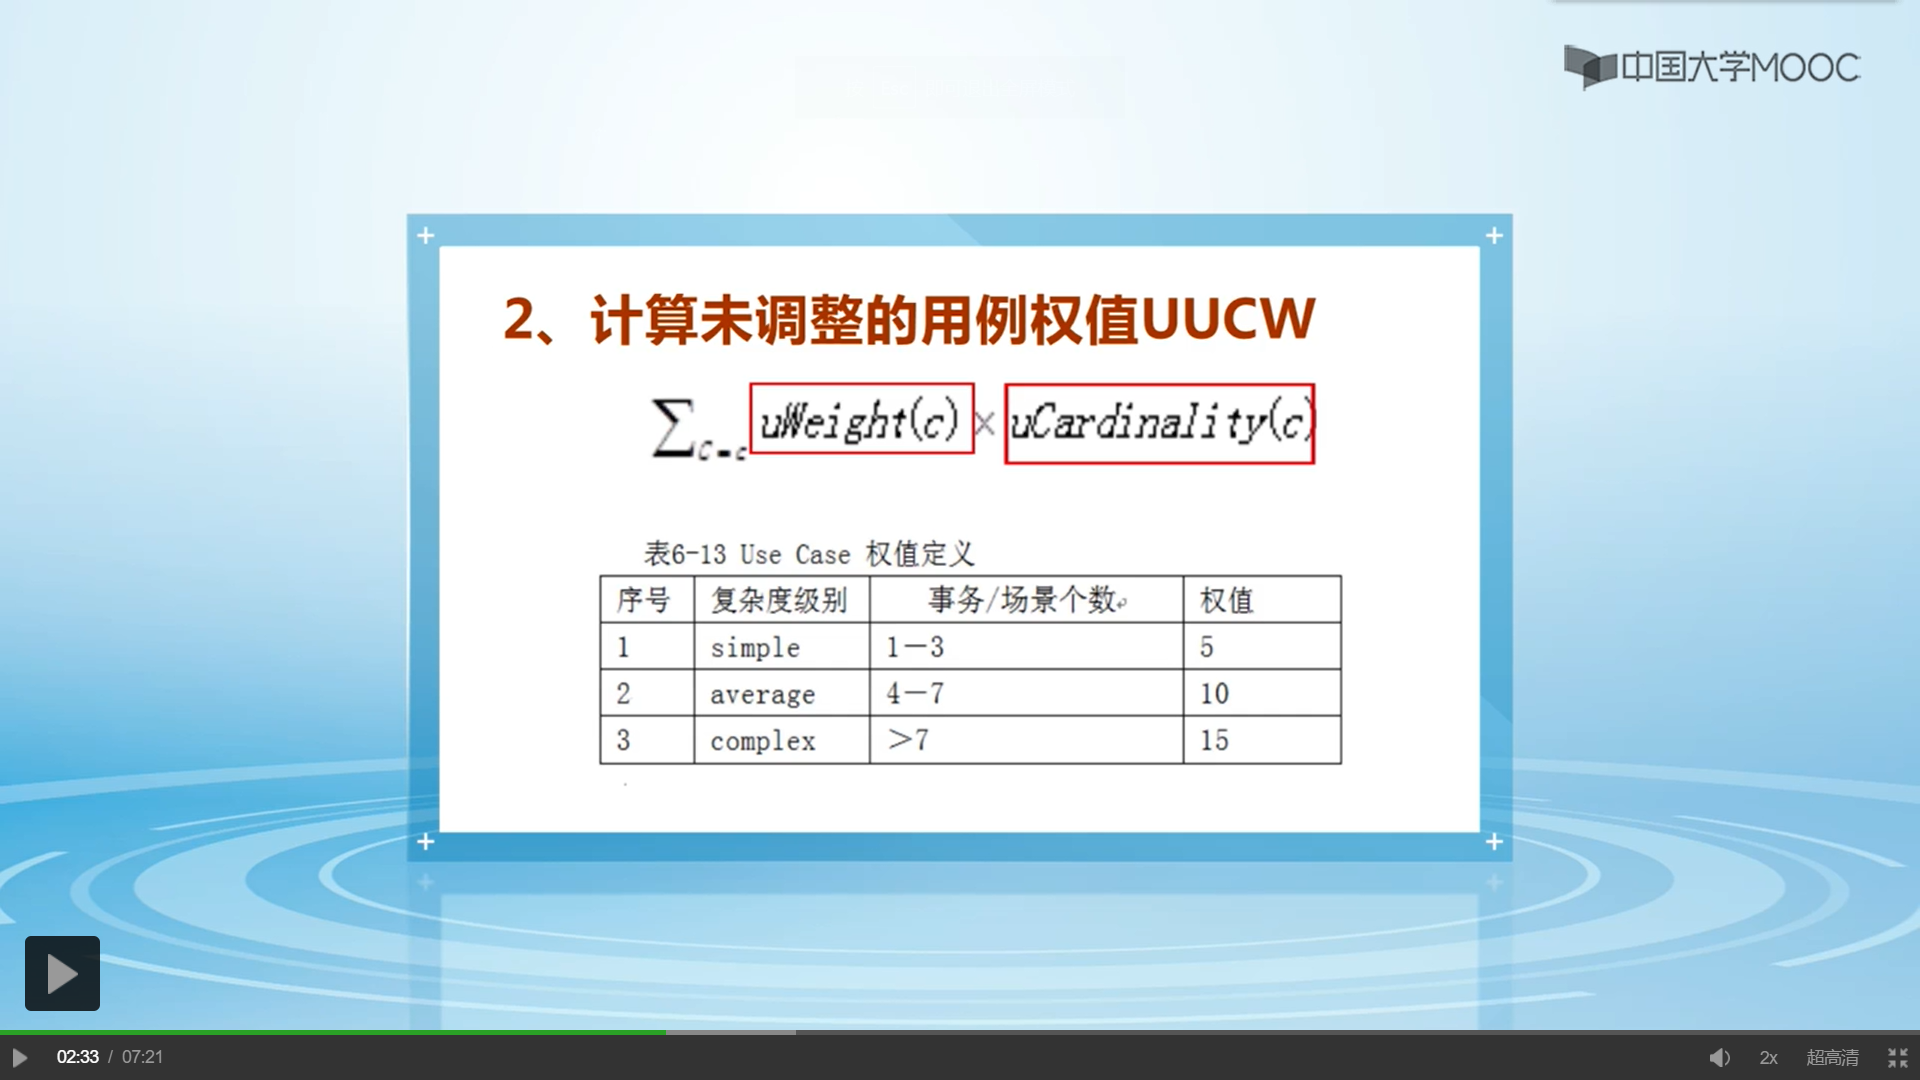 中国大学MOOC
2、计算未调整的用例权值UUCW
∑C=c uWeight(c) × uCardinality(c)
表6-13 Use Case 权值定义
序号 复杂度级别 事务/场景个数 权值
1 simple 1—3 5
2 average 4—7 10
3 complex >7 15
02:33 / 07:21 2x 超高清